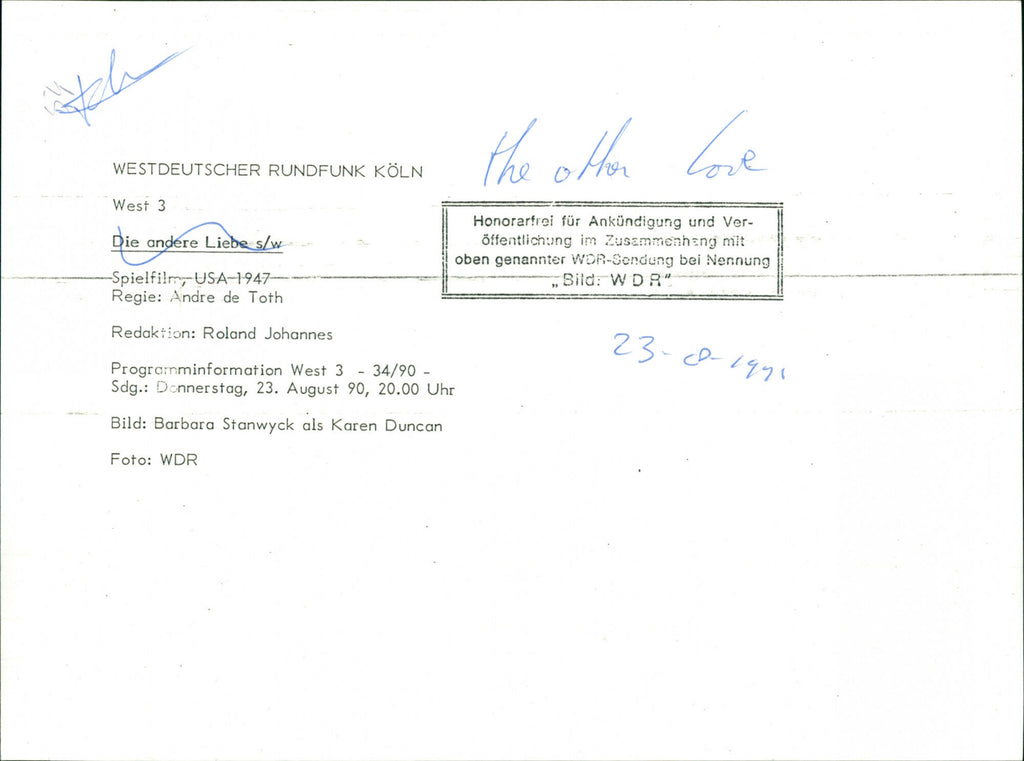 WESTDEUTSCHER RUNDFUNK KÖLN
the other Love
West 3
Die andere Liebe s/w
Honorarfrei für Ankündigung und Ver-
öffentlichung im Zusammenhang mit
oben genannter WDR-Sendung bei Nennung
„Bild: WDR"
Spielfilm, USA 1947
Regie: Andre de Toth
Redaktion: Roland Johannes
23-8-1991
Programminformation West 3 - 34/90 -
Sdg.: Donnerstag, 23. August 90, 20.00 Uhr
Bild: Barbara Stanwyck als Karen Duncan
Foto: WDR